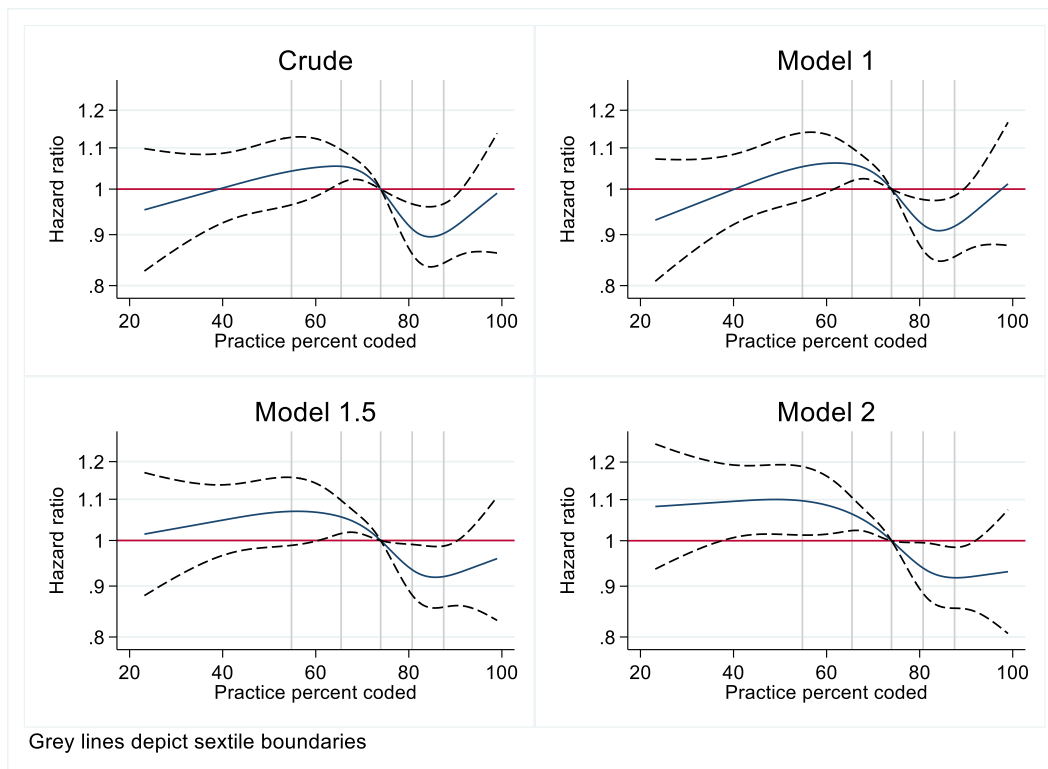 Crude
1.2
1.1
1
.9
.8
Hazard ratio
20 40 60 80 100
Practice percent coded
Model 1
1.2
1.1
1
.9
.8
Hazard ratio
20 40 60 80 100
Practice percent coded
Model 1.5
1.2
1.1
1
.9
.8
Hazard ratio
20 40 60 80 100
Practice percent coded
Model 2
1.2
1.1
1
.9
.8
Hazard ratio
20 40 60 80 100
Practice percent coded
Grey lines depict sextile boundaries